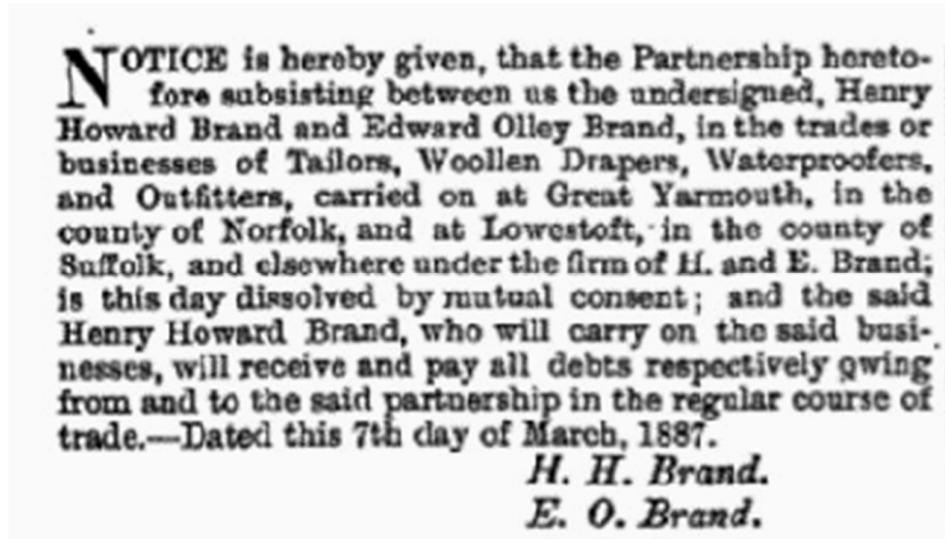 NOTICE is hereby given, that the Partnership hereto-
fore subsisting between us the undersigned, Henry
Howard Brand and Edward Olley Brand, in the trades or
businesses of Tailors, Woollen Drapers, Waterproofers,
and Outfitters, carried on at Great Yarmouth, in the
county of Norfolk, and at Lowestoft, in the county of
Suffolk, and elsewhere under the firm of H. and E. Brand;
is this day dissolved by mutual consent; and the said
Henry Howard Brand, who will carry on the said busi-
nesses, will receive and pay all debts respectively owing
from and to the said partnership in the regular course of
trade.—Dated this 7th day of March, 1887.
H. H. Brand.
E. O. Brand.